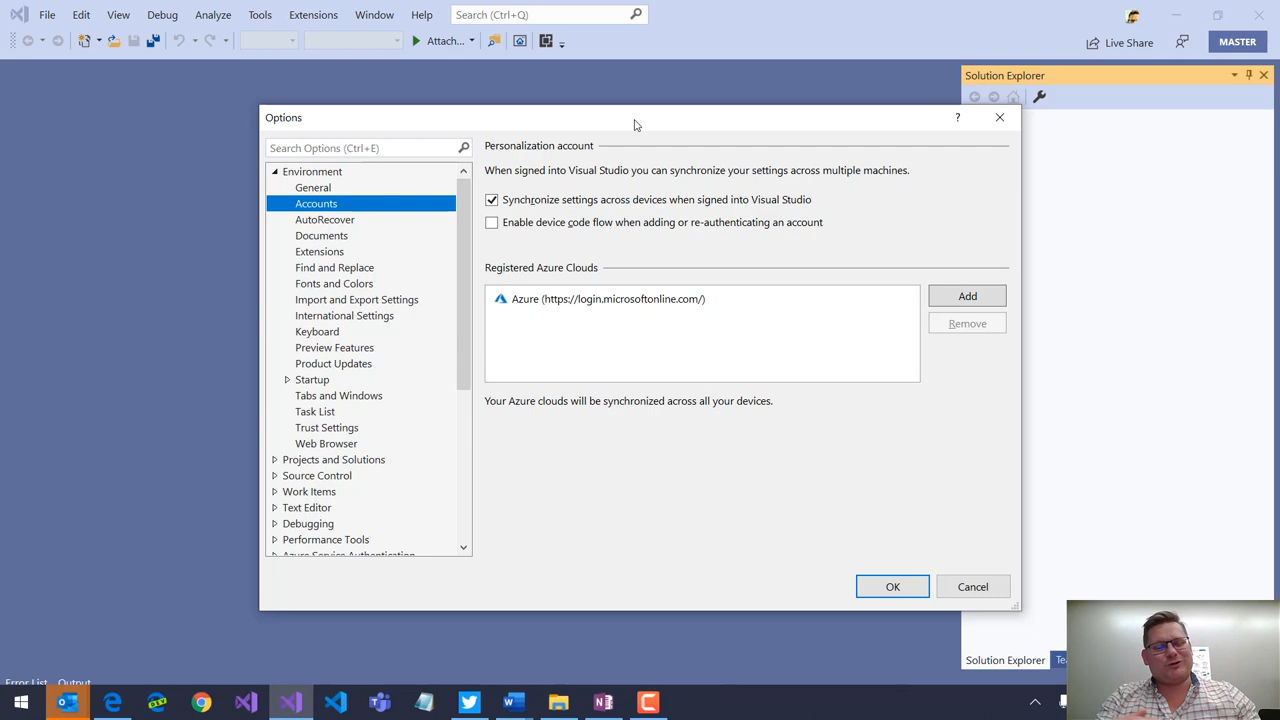 File Edit View Debug Analyze Tools Extensions Window Help Search (Ctrl+Q)
Attach... Live Share MASTER
Solution Explorer
Options ?
Search Options (Ctrl+E)
Environment
General
Accounts
AutoRecover
Documents
Extensions
Find and Replace
Fonts and Colors
Import and Export Settings
International Settings
Keyboard
Preview Features
Product Updates
Startup
Tabs and Windows
Task List
Trust Settings
Web Browser
Projects and Solutions
Source Control
Work Items
Text Editor
Debugging
Performance Tools
Azure Service Authentication
Personalization account
When signed into Visual Studio you can synchronize your settings across multiple machines.
Synchronize settings across devices when signed into Visual Studio
Enable device code flow when adding or re-authenticating an account
Registered Azure Clouds
Azure (https://login.microsoftonline.com/)
Add
Remove
Your Azure clouds will be synchronized across all your devices.
OK Cancel
Solution Explorer
Error List Output